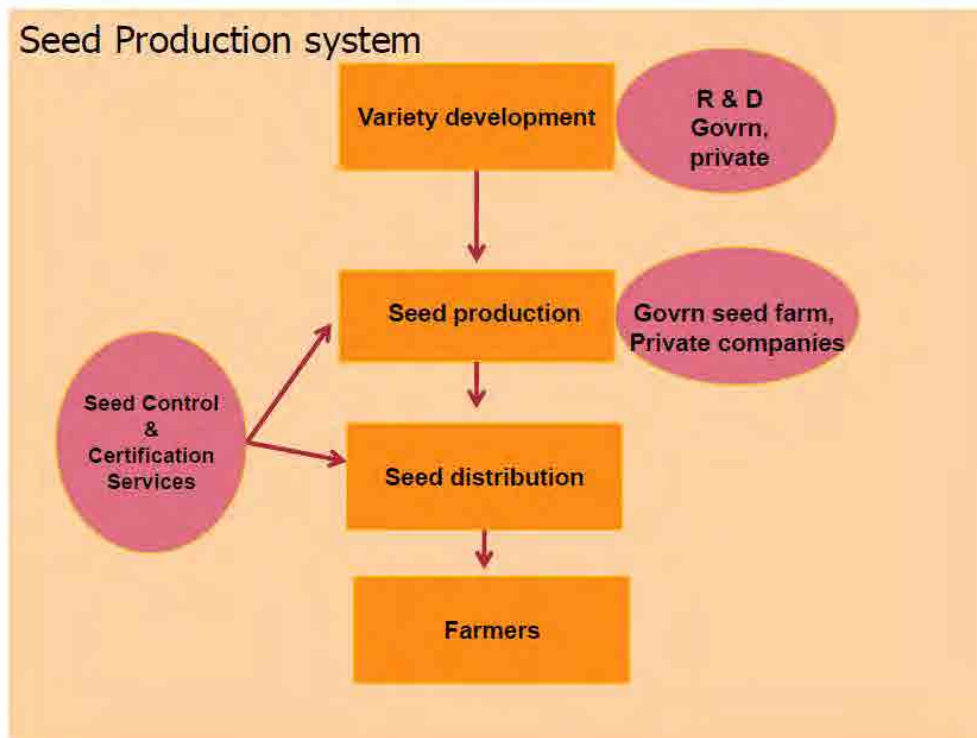 Seed Production system
Variety development
R & D
Govrn,
private
Seed production
Govrn seed farm,
Private companies
Seed Control
&
Certification
Services
Seed distribution
Farmers